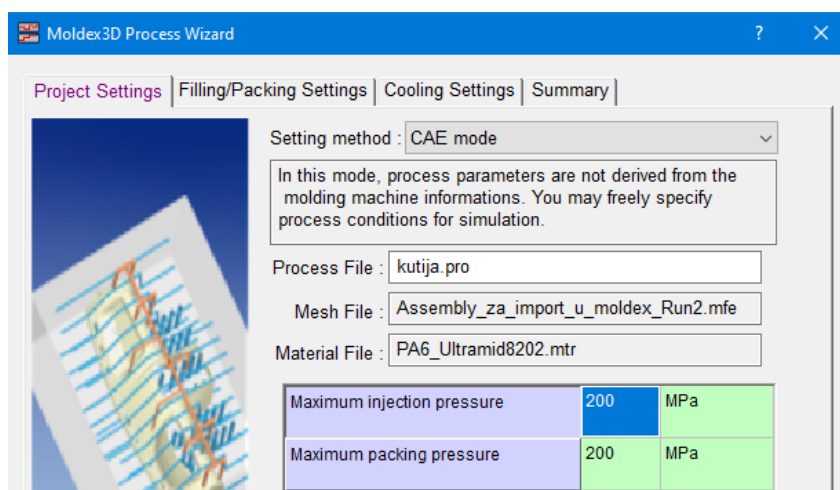 Moldex3D Process Wizard ? ✕
Project Settings Filling/Packing Settings Cooling Settings Summary
Setting method : CAE mode
In this mode, process parameters are not derived from the
molding machine informations. You may freely specify
process conditions for simulation.
Process File : kutija.pro
Mesh File : Assembly_za_import_u_moldex_Run2.mfe
Material File : PA6_Ultramid8202.mtr
Maximum injection pressure 200 MPa
Maximum packing pressure 200 MPa